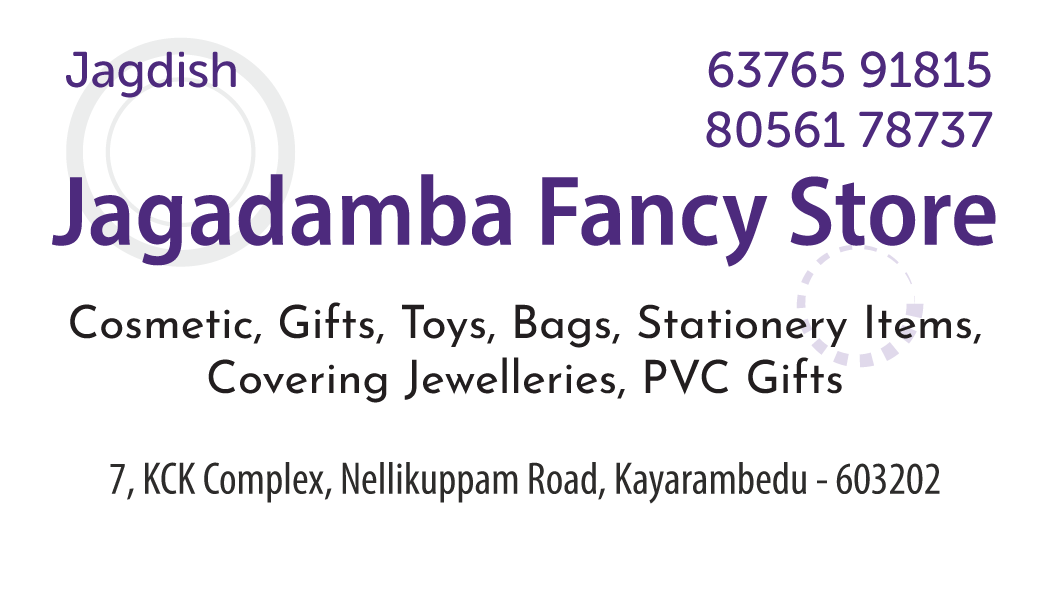 Jagdish
63765 91815
80561 78737
Jagadamba Fancy Store
Cosmetic, Gifts, Toys, Bags, Stationery Items,
Covering Jewelleries, PVC Gifts
7, KCK Complex, Nellikuppam Road, Kayarambedu - 603202